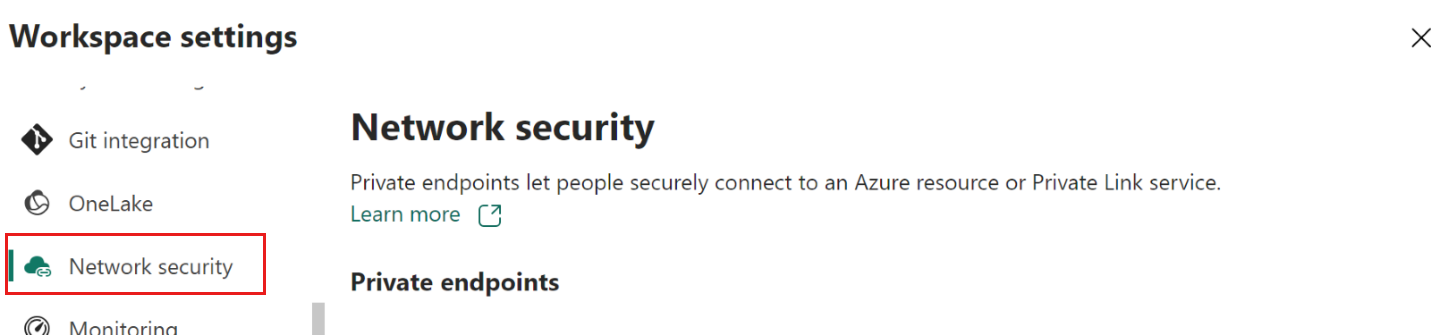 Workspace settings
Git integration
OneLake
Network security
Monitoring
Network security
Private endpoints let people securely connect to an Azure resource or Private Link service.
Learn more
Private endpoints